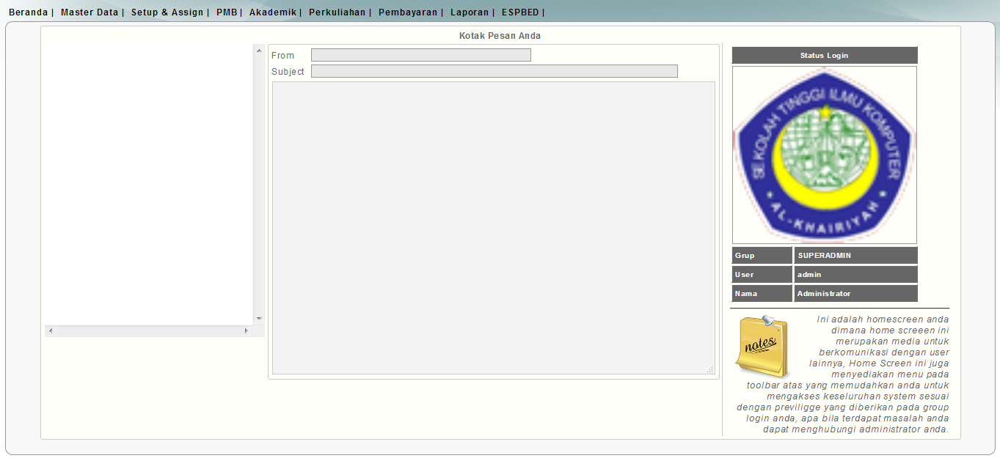 Beranda | Master Data | Setup & Assign | PMB | Akademik | Perkuliahan | Pembayaran | Laporan | ESPBED |
Kotak Pesan Anda
From
Subject
Status Login
SEKOLAH TINGGI ILMU KOMPUTER
AL-KHAIRIYAH
Grup SUPERADMIN
User admin
Nama Administrator
notes
Ini adalah homescreen anda
dimana home screeen ini
merupakan media untuk
berkomunikasi dengan user
lainnya, Home Screen ini juga
menyediakan menu pada
toolbar atas yang memudahkan anda untuk
mengakses keseluruhan system sesuai
dengan previligge yang diberikan pada group
login anda, apa bila terdapat masalah anda
dapat menghubungi administrator anda.